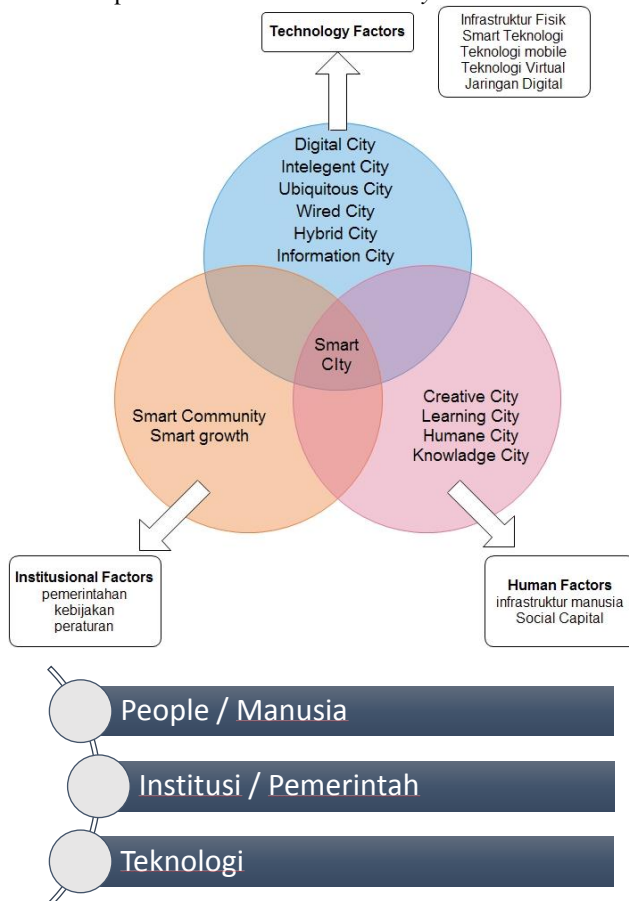 Technology Factors
Infrastruktur Fisik
Smart Teknologi
Teknologi mobile
Teknologi Virtual
Jaringan Digital
Digital City
Intelegent City
Ubiquitous City
Wired City
Hybrid City
Information City
Smart
CIty
Smart Community
Smart growth
Creative City
Learning City
Humane City
Knowladge City
Institusional Factors
pemerintahan
kebijakan
peraturan
Human Factors
infrastruktur manusia
Social Capital
People / Manusia
Institusi / Pemerintah
Teknologi